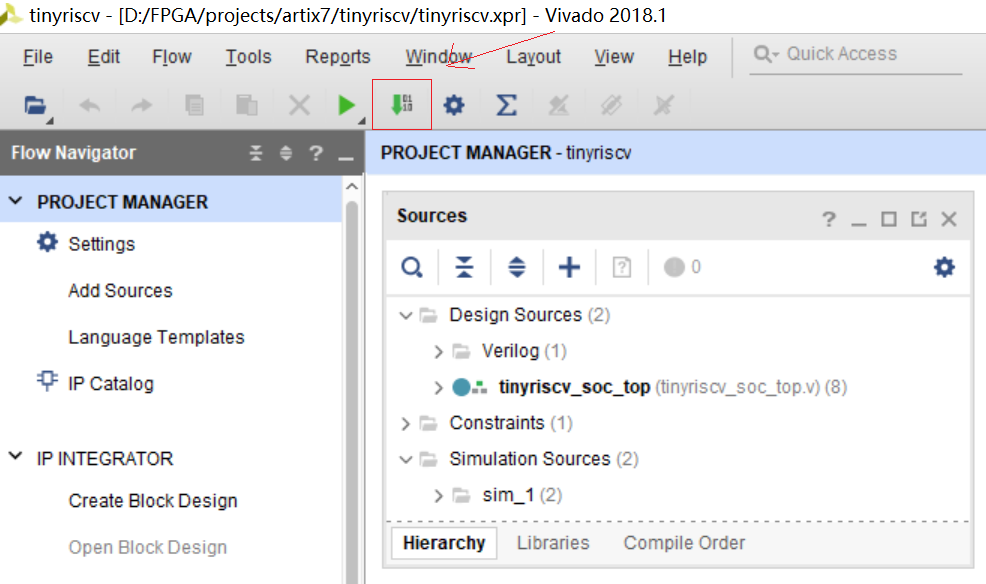 tinyriscv - [D:/FPGA/projects/artix7/tinyriscv/tinyriscv.xpr] - Vivado 2018.1
File Edit Flow Tools Reports Window Layout View Help Quick Access
01
10
Flow Navigator
PROJECT MANAGER - tinyriscv
PROJECT MANAGER
Settings
Add Sources
Language Templates
IP Catalog
IP INTEGRATOR
Create Block Design
Open Block Design
Sources
0
Design Sources (2)
Verilog (1)
tinyriscv_soc_top (tinyriscv_soc_top.v) (8)
Constraints (1)
Simulation Sources (2)
sim_1 (2)
Hierarchy Libraries Compile Order